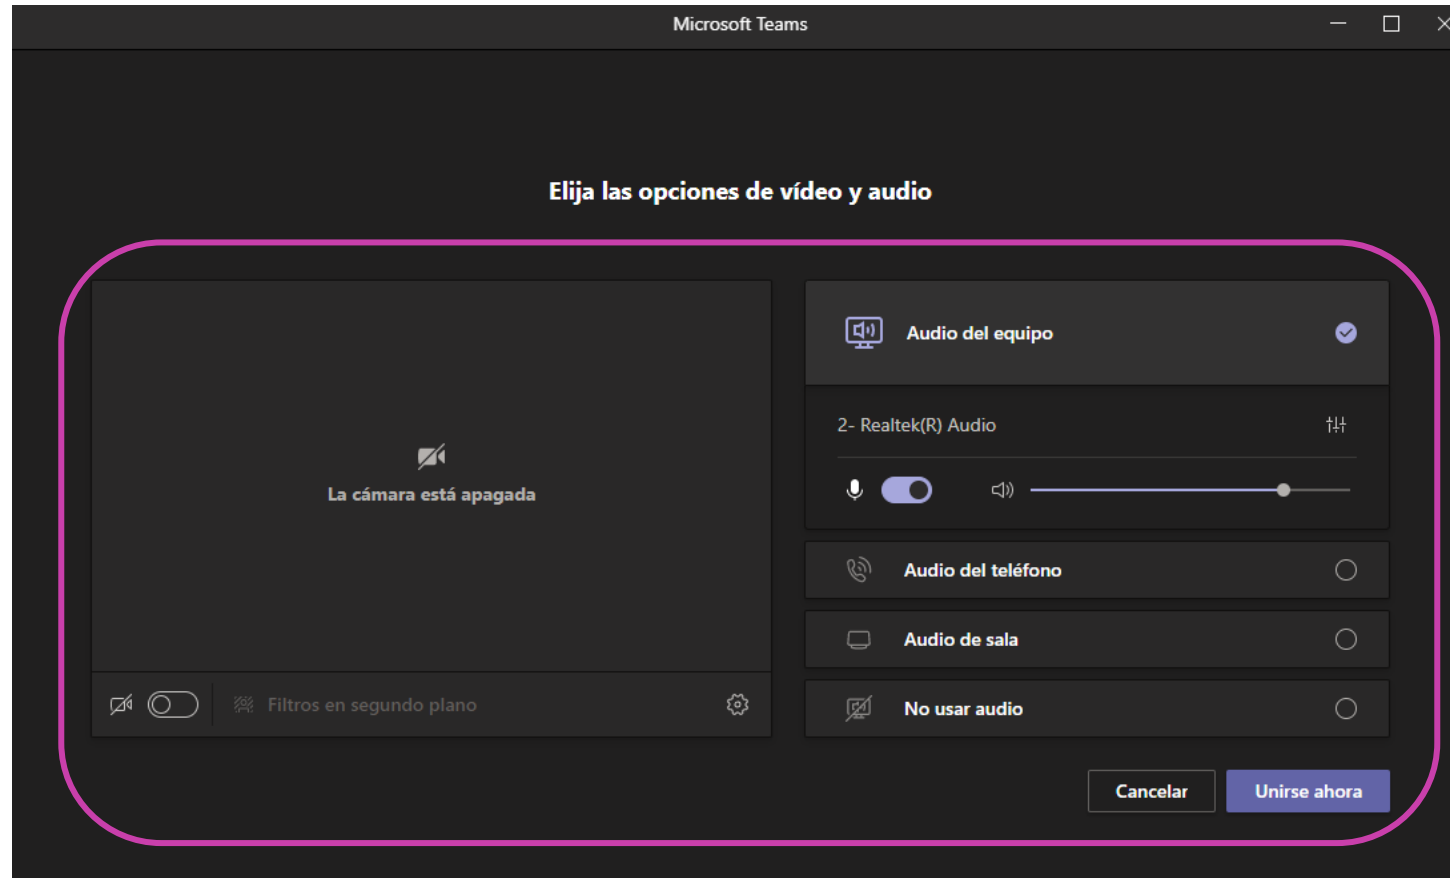 Microsoft Teams
Elija las opciones de vídeo y audio
La cámara está apagada
Filtros en segundo plano
Audio del equipo
2- Realtek(R) Audio
Audio del teléfono
Audio de sala
No usar audio
Cancelar
Unirse ahora